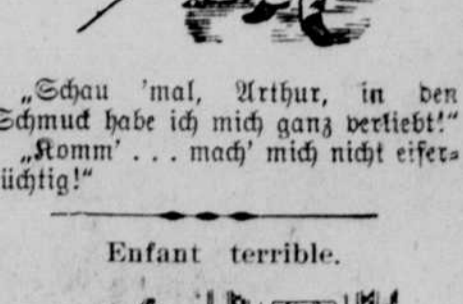 „Schau 'mal, Arthur, in den
Schmuck habe ich mich ganz verliebt!“
„Komm' . . . mach' mich nicht eifer=
süchtig!“
Enfant terrible.